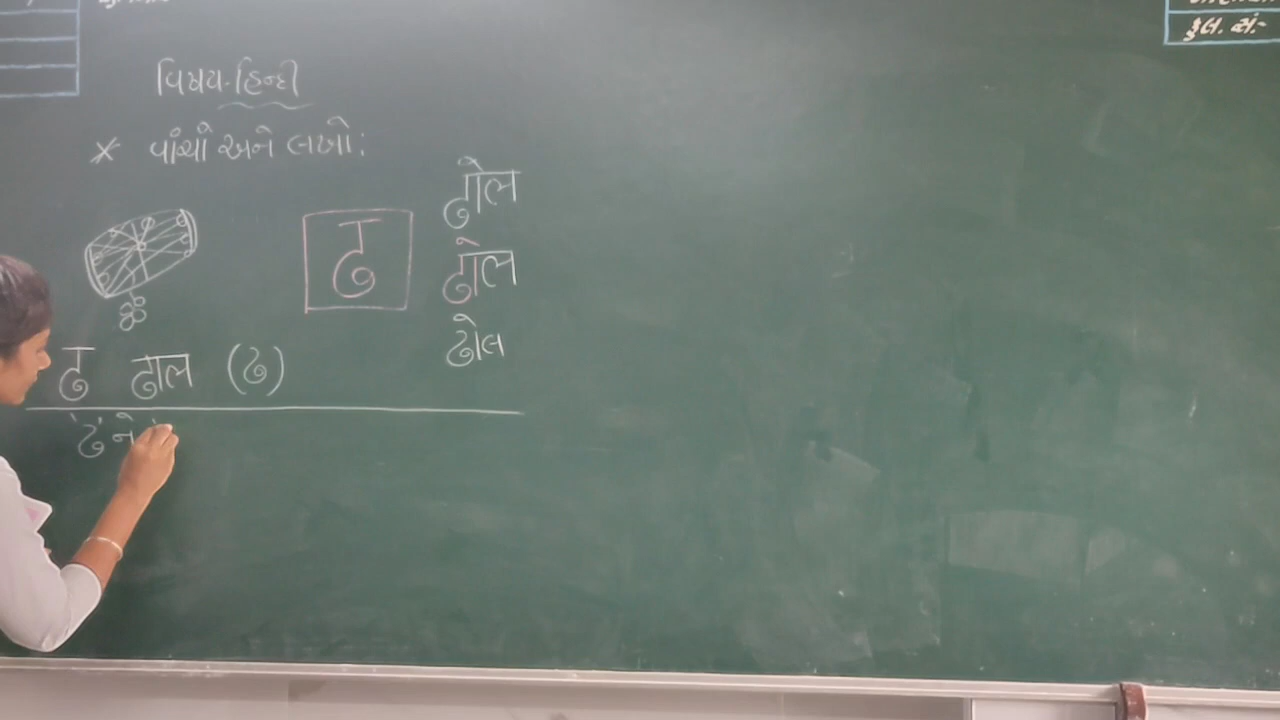 કુલ. સં:-
વિષય-હિન્દી
* વાંચો અને લખો:
ढ
ढोल
ढोल
ઢોલ
ढ ढाल (ઢ)
'ઢ' ને